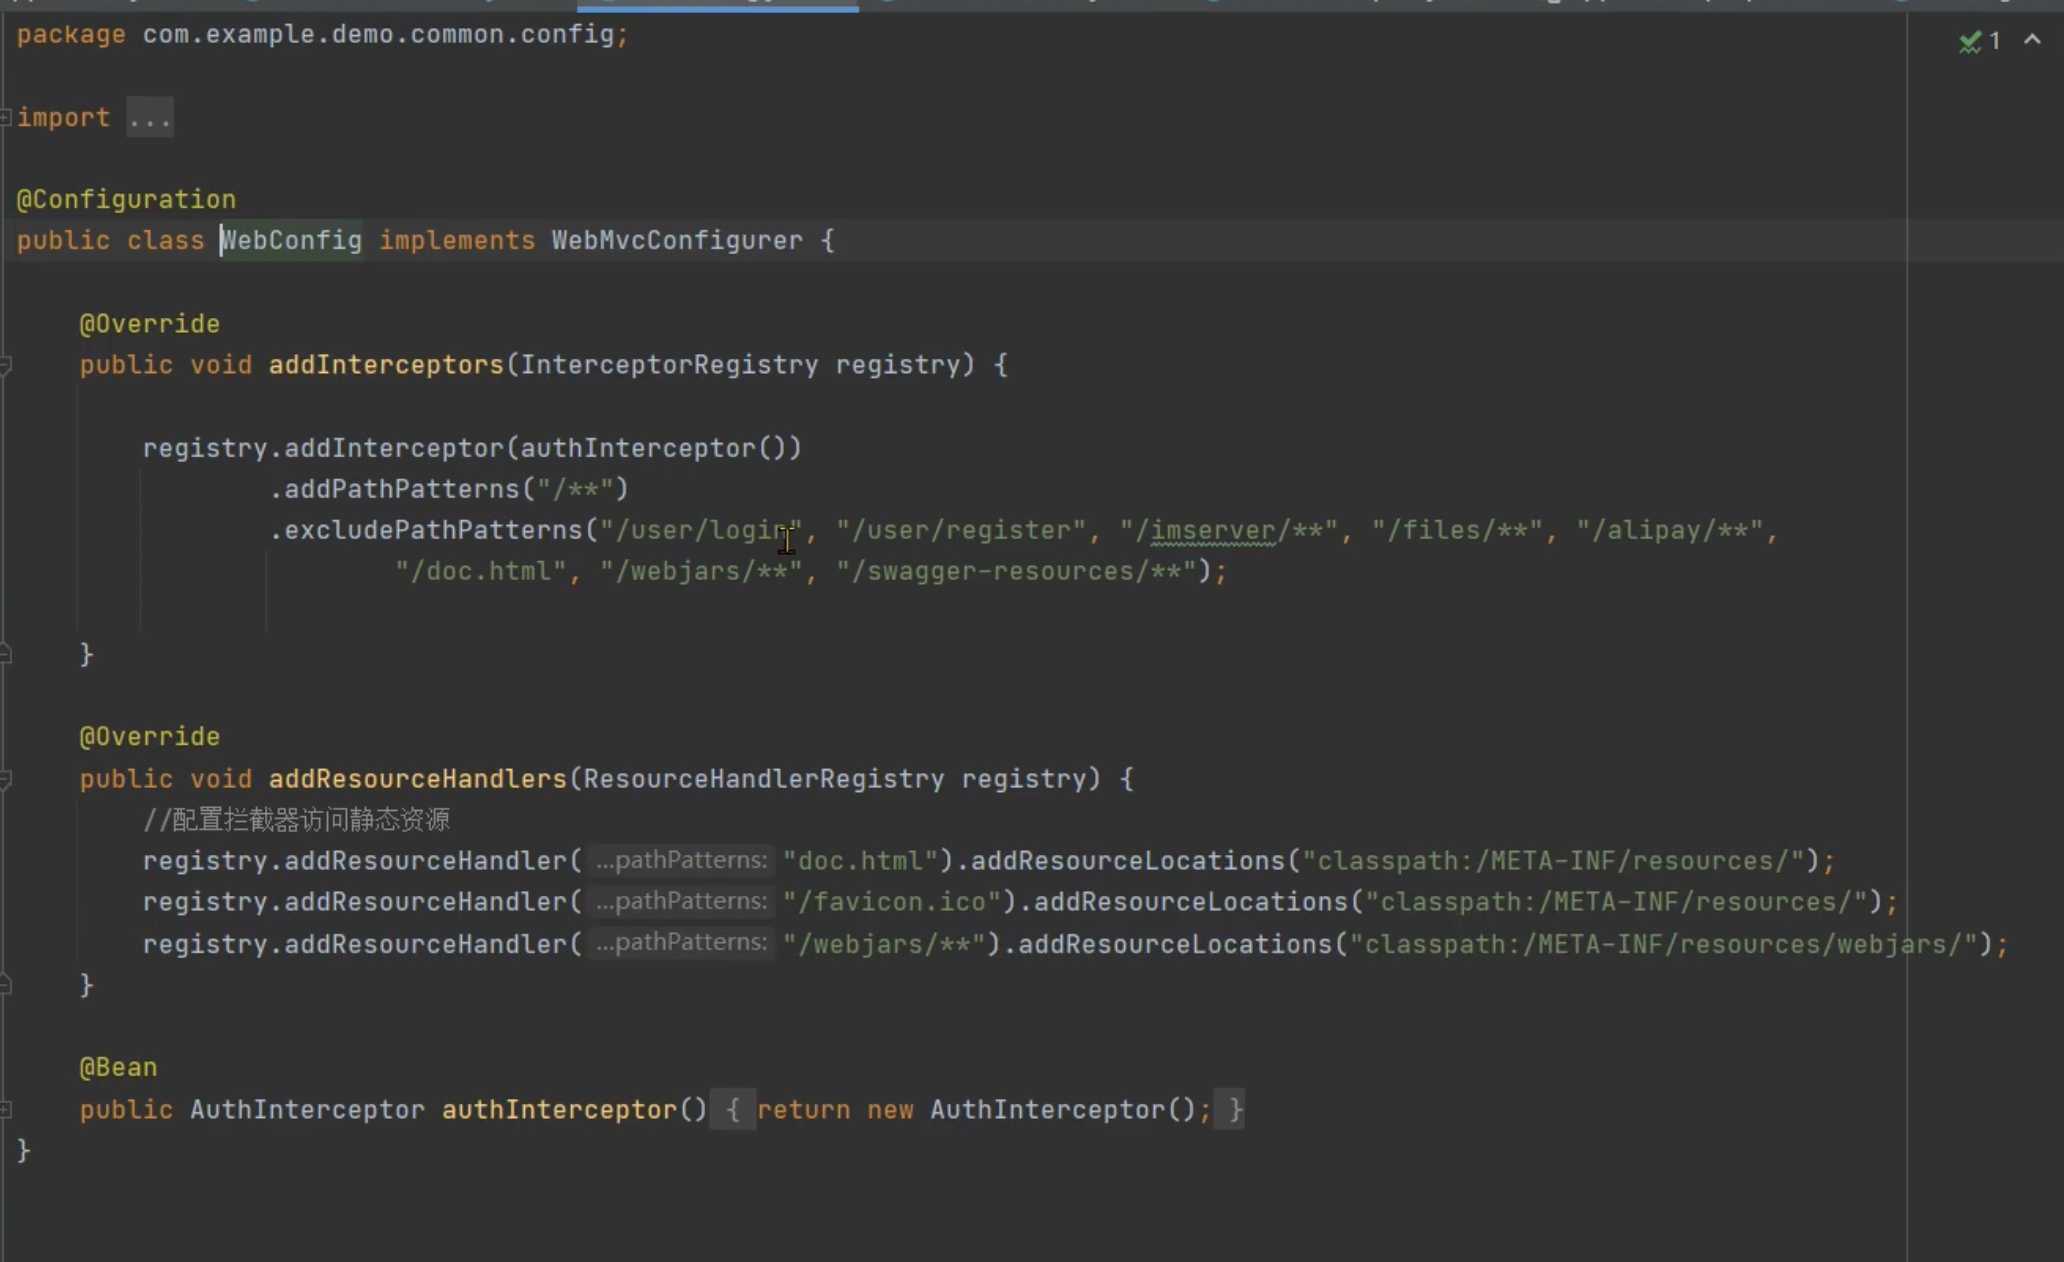 package com.example.demo.common.config;
1
import ...
@Configuration
public class WebConfig implements WebMvcConfigurer {
@Override
public void addInterceptors(InterceptorRegistry registry) {
registry.addInterceptor(authInterceptor())
.addPathPatterns("/**")
.excludePathPatterns("/user/login", "/user/register", "/imserver/**", "/files/**", "/alipay/**",
"/doc.html", "/webjars/**", "/swagger-resources/**");
}
@Override
public void addResourceHandlers(ResourceHandlerRegistry registry) {
//配置拦截器访问静态资源
registry.addResourceHandler( ...pathPatterns: "doc.html").addResourceLocations("classpath:/META-INF/resources/");
registry.addResourceHandler( ...pathPatterns: "/favicon.ico").addResourceLocations("classpath:/META-INF/resources/");
registry.addResourceHandler( ...pathPatterns: "/webjars/**").addResourceLocations("classpath:/META-INF/resources/webjars/");
}
@Bean
public AuthInterceptor authInterceptor() { return new AuthInterceptor(); }
}